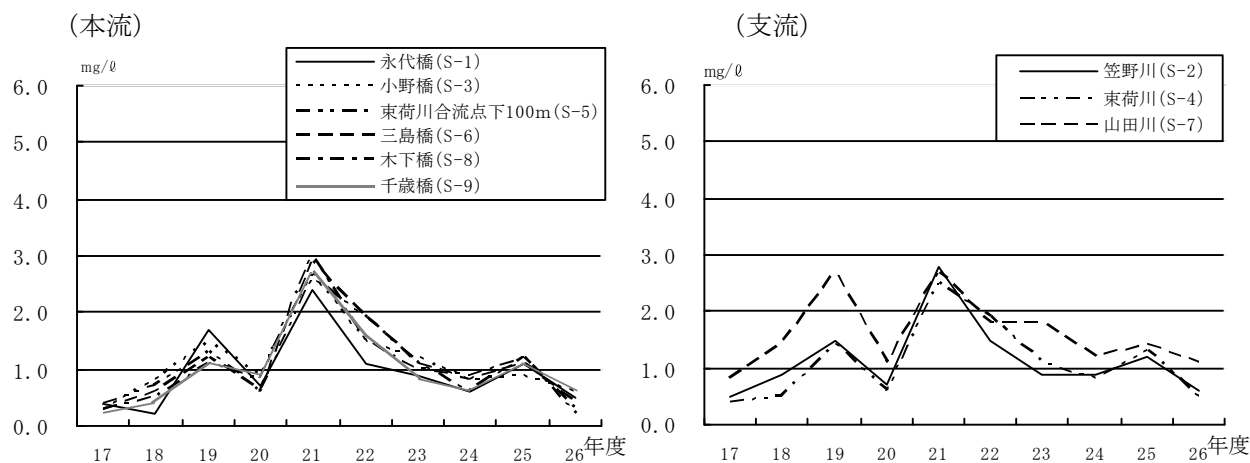 (本流)
mg/ℓ
永代橋(S-1)
小野橋(S-3)
束荷川合流点下100m(S-5)
三島橋(S-6)
木下橋(S-8)
千歳橋(S-9)
6.0
5.0
4.0
3.0
2.0
1.0
0.0
17 18 19 20 21 22 23 24 25 26 年度
(支流)
mg/ℓ
笠野川(S-2)
束荷川(S-4)
山田川(S-7)
6.0
5.0
4.0
3.0
2.0
1.0
0.0
17 18 19 20 21 22 23 24 25 26 年度